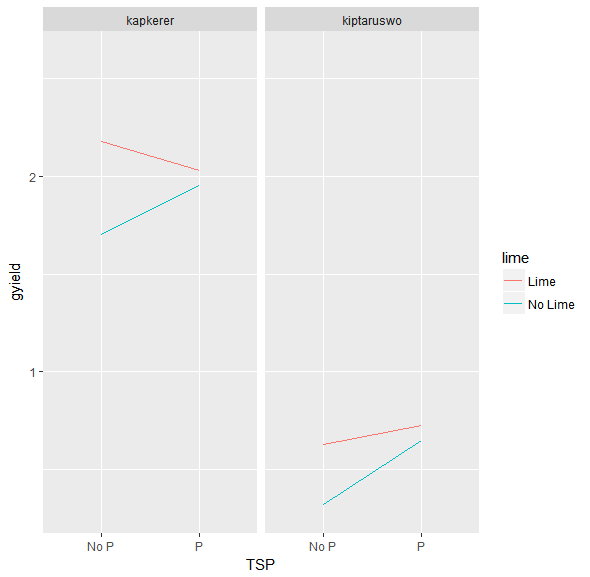 kapkerer
kiptaruswo
2
1
gyield
No P
P
No P
P
TSP
lime
Lime
No Lime